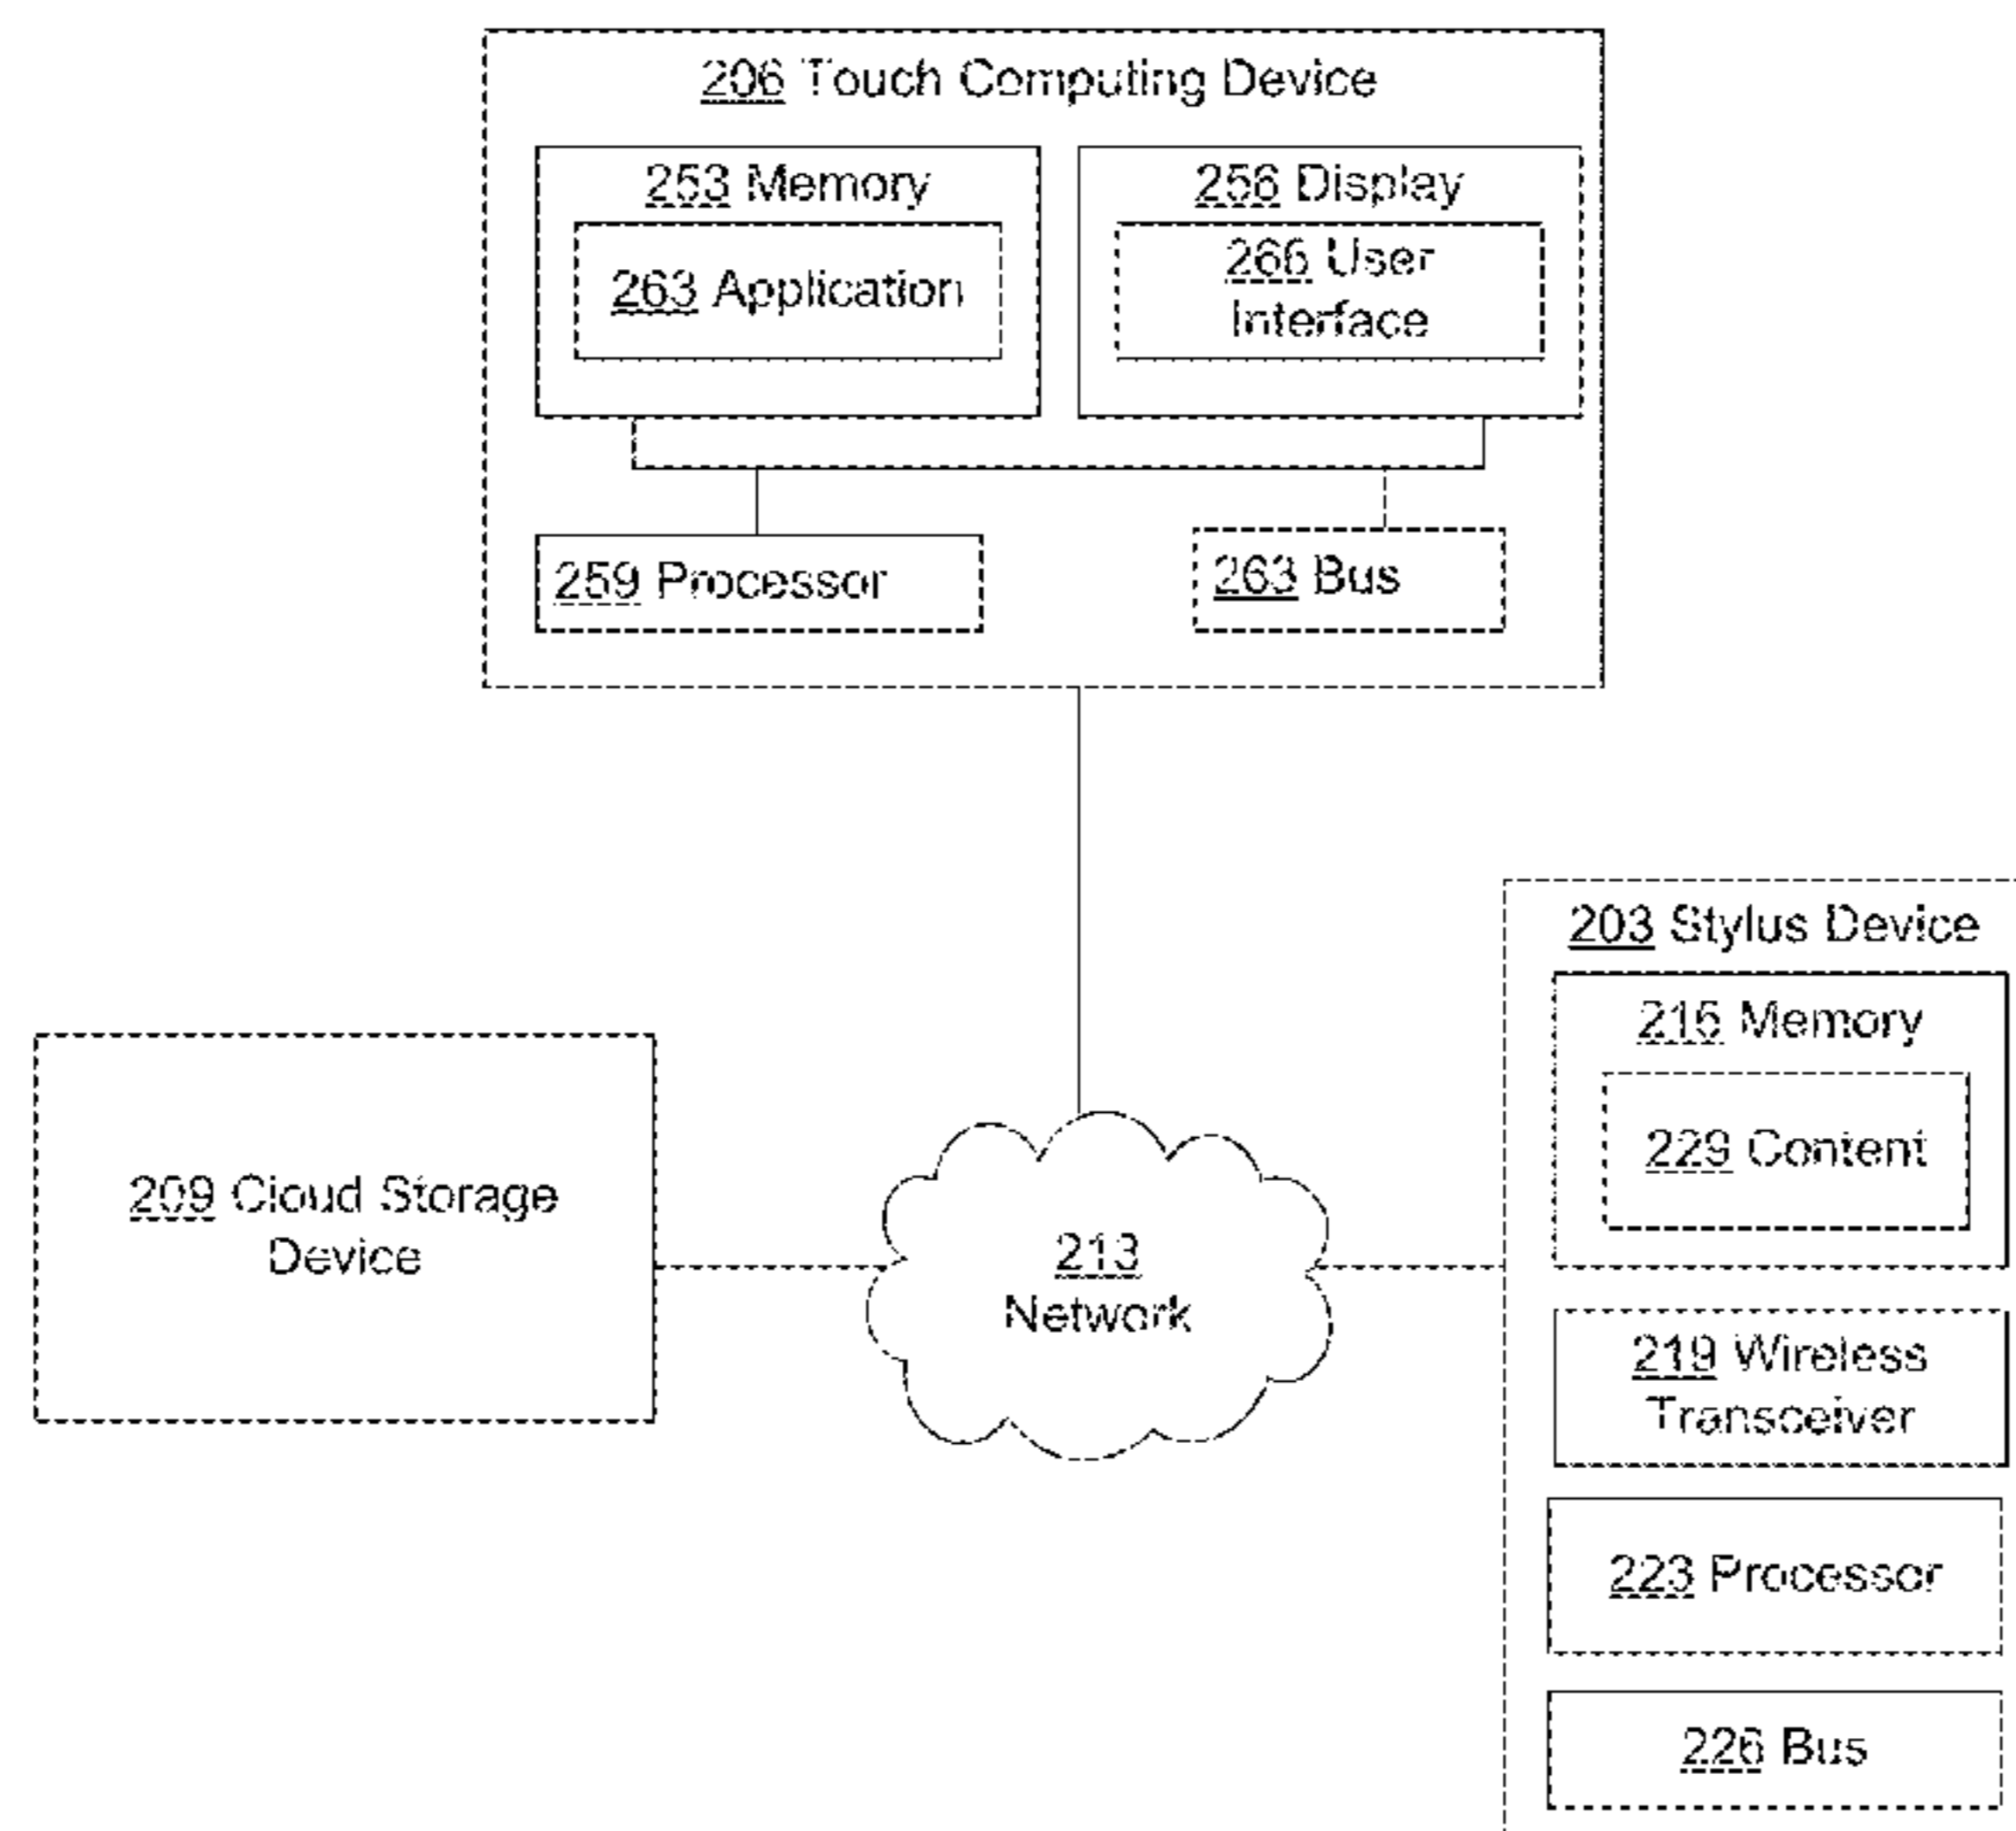 206 Touch Computing Device
253 Memory
263 Application
256 Display
266 User
Interface
259 Processor
263 Bus
209 Cloud Storage
Device
213
Network
203 Stylus Device
216 Memory
229 Content
219 Wireless
Transceiver
223 Processor
226 Bus